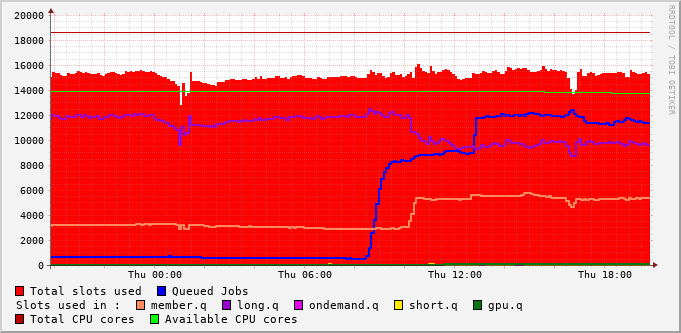 20000
18000
16000
14000
12000
10000
8000
6000
4000
2000
0
Thu 00:00 Thu 06:00 Thu 12:00 Thu 18:00
RRDTOOL / TOBI OETIKER
Total slots used Queued Jobs
Slots used in : member.q long.q ondemand.q short.q gpu.q
Total CPU cores Available CPU cores